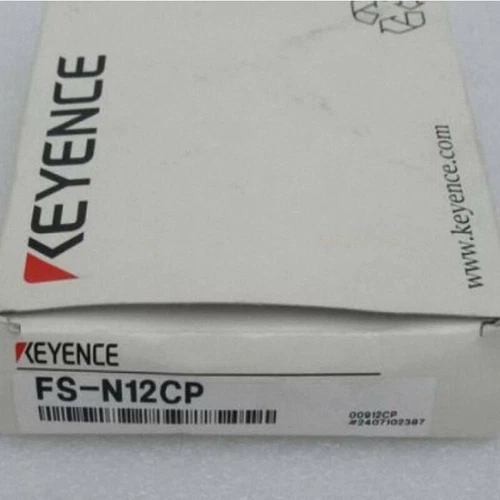 KEYENCE
www.keyence.com
KEYENCE
FS-N12CP
00912CP
#2407102387